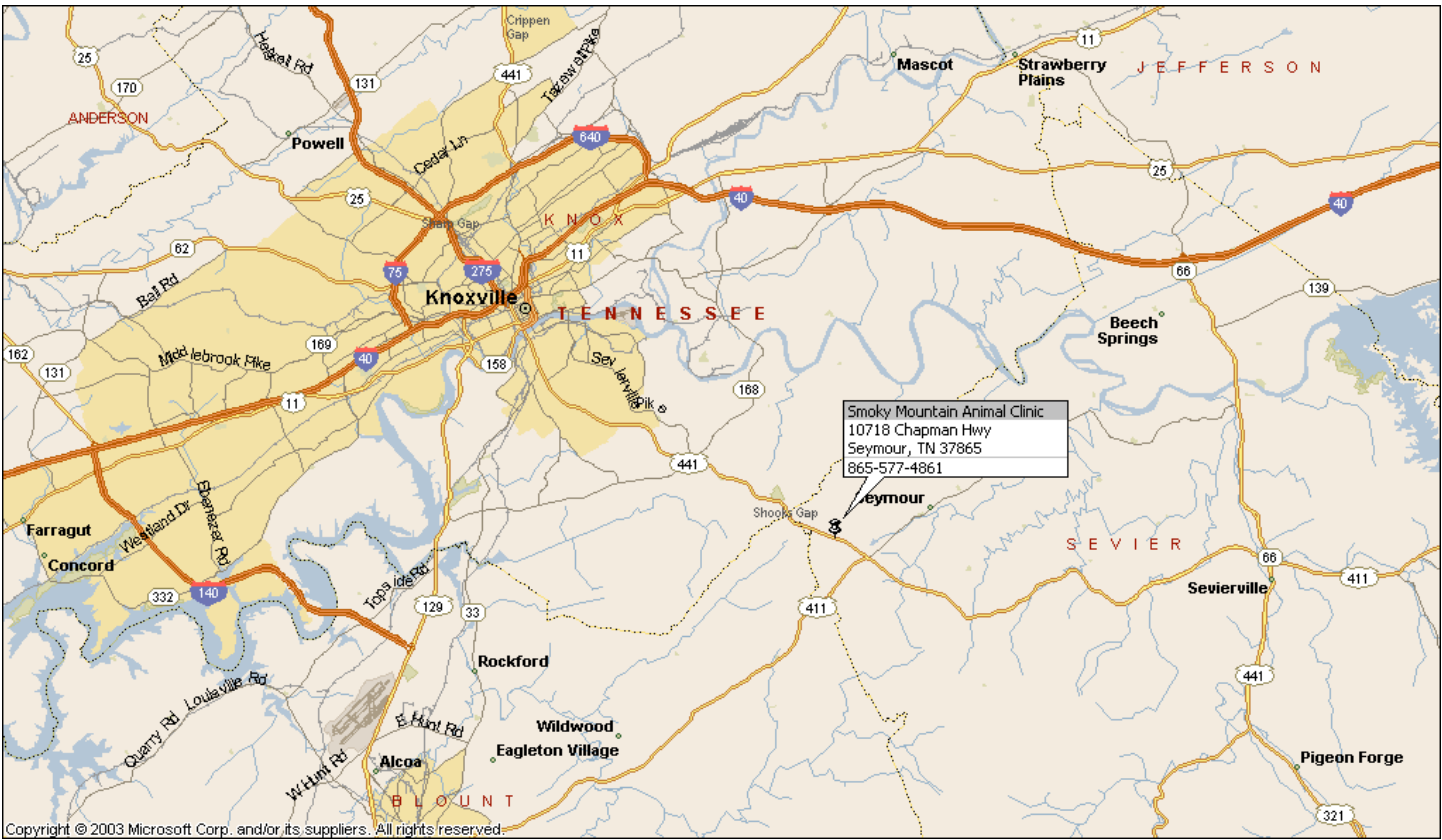 Crippen
Gap
25
Heiskell Rd
441
Tazewell Pike
11
Mascot
Strawberry
Plains
JEFFERSON
170
131
ANDERSON
Powell
640
Cedar Ln
25
25
40
40
Sharp Gap
KNOX
62
11
75
275
66
Ball Rd
139
Knoxville
TENNESSEE
Beech
Springs
162
131
Middlebrook Pike
169
40
158
Sevierville Pike
168
11
Smoky Mountain Animal Clinic
10718 Chapman Hwy
Seymour, TN 37865
865-577-4861
441
Seymour
Shooks Gap
Ebenezer Rd
Westland Dr
Farragut
Concord
SEVIER
66
411
Sevierville
332
140
Topside Rd
129
33
411
Rockford
441
Louisville Rd
Quarry Rd
E Hunt Rd
Wildwood
Eagleton Village
W Hunt Rd
Alcoa
Pigeon Forge
BLOUNT
321
Copyright © 2003 Microsoft Corp. and/or its suppliers. All rights reserved.